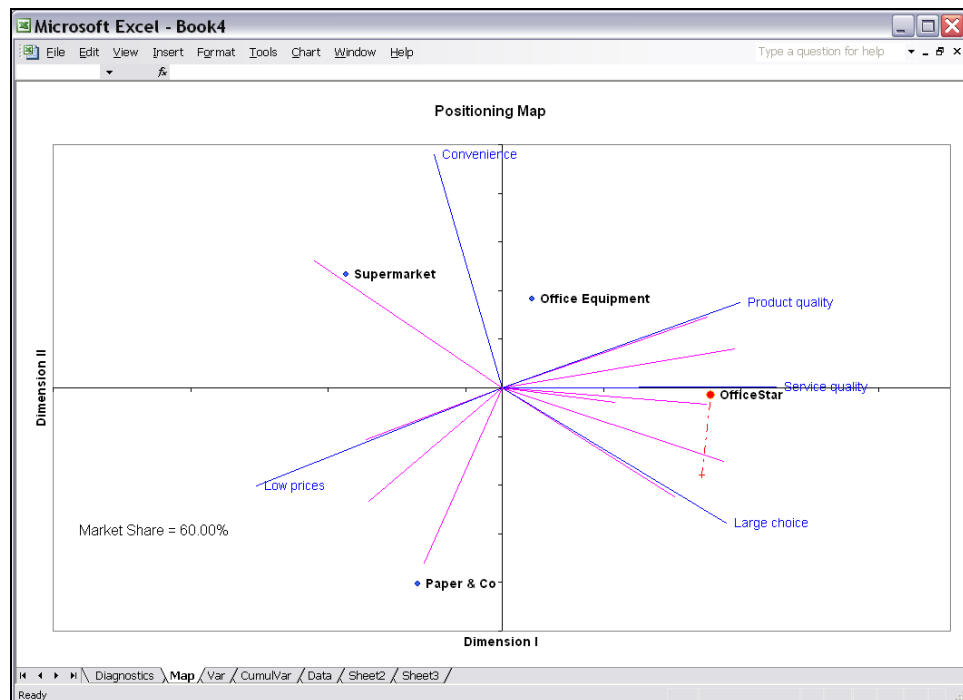 Microsoft Excel - Book4
File Edit View Insert Format Tools Chart Window Help
Type a question for help
fx
Positioning Map
Convenience
Supermarket
Office Equipment
Product quality
Service quality
OfficeStar
Dimension II
Low prices
Large choice
Market Share = 60.00%
Paper & Co
Dimension I
Diagnostics Map Var CumulVar Data Sheet2 Sheet3
Ready